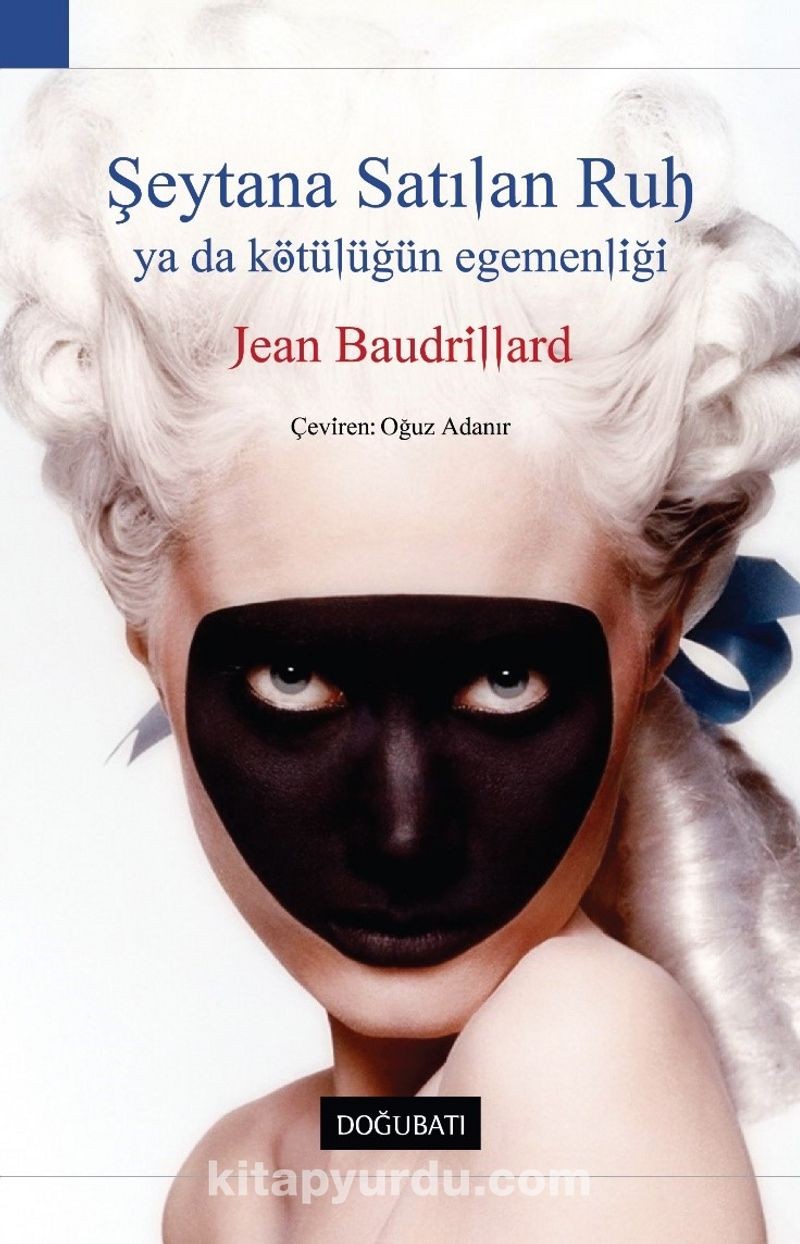 Şeytana Satılan Ruh
ya da kötülüğün egemenliği
Jean Baudrillard
Çeviren: Oğuz Adanır
DOĞUBATI
kitapyurdu.com